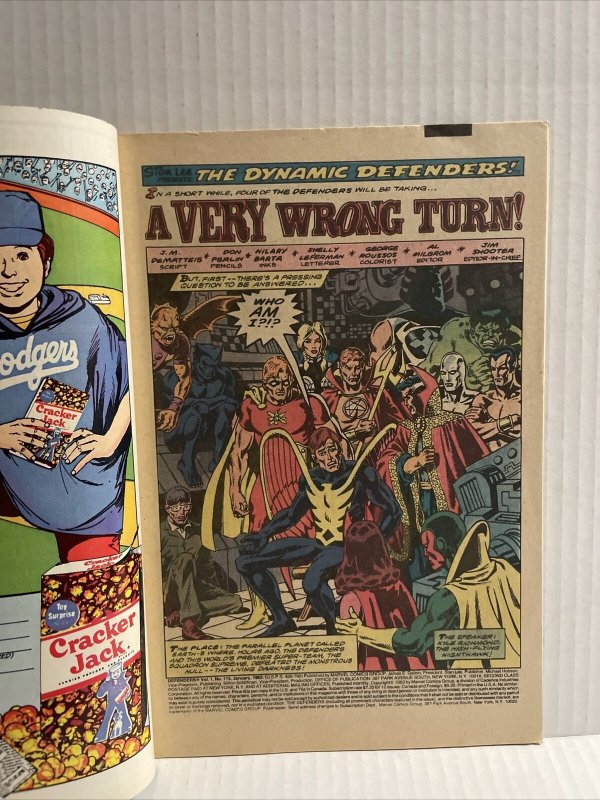 Dodgers
Cracker
Jack
Cracker
Toy
Surprise
Cracker
Jack
Stan Lee
PRESENTS:
THE DYNAMIC DEFENDERS!
IN A SHORT WHILE, FOUR OF THE DEFENDERS WILL BE TAKING...
A VERY WRONG TURN!
J.M. DEMATTEIS SCRIPT * DON PERLIN PENCILS * HILARY BARTA INKS * SHELLY LEFERMAN LETTERER * GEORGE ROUSSOS COLORIST * AL MILGROM EDITOR * JIM SHOOTER EDITOR-IN-CHIEF
BUT, FIRST--THERE'S A PRESSING
QUESTION TO BE ANSWERED...
WHO
AM
I?!?
THE PLACE: THE PARALLEL PLANET CALLED
EARTH-S WHERE, HOURS AGO, THE DEFENDERS
AND THIS WORLD'S PREMIER SUPER-TEAM, THE
SQUADRON SUPREME, DEFEATED THE MONSTROUS
NULL -- THE LIVING DARKNESS!
THE SPEAKER:
KYLE RICHMOND,
THE HIGH-FLYING
NIGHTHAWK!